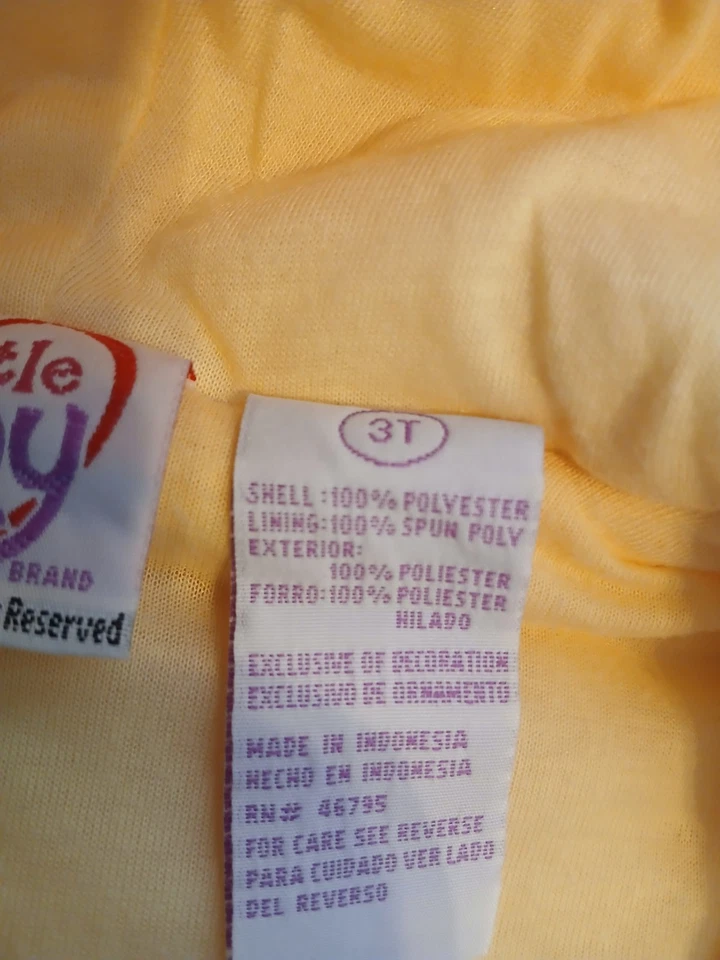 tle
y
BRAND
Reserved
3T
SHELL:100% POLYESTER
LINING:100% SPUN POLY
EXTERIOR:
100% POLIESTER
FORRO:100% POLIESTER
HILADO
EXCLUSIVE OF DECORATION
EXCLUSIVO DE ORNAMENTO
MADE IN INDONESIA
HECHO EN INDONESIA
RN# 46795
FOR CARE SEE REVERSE
PARA CUIDADO VER LADO
DEL REVERSO